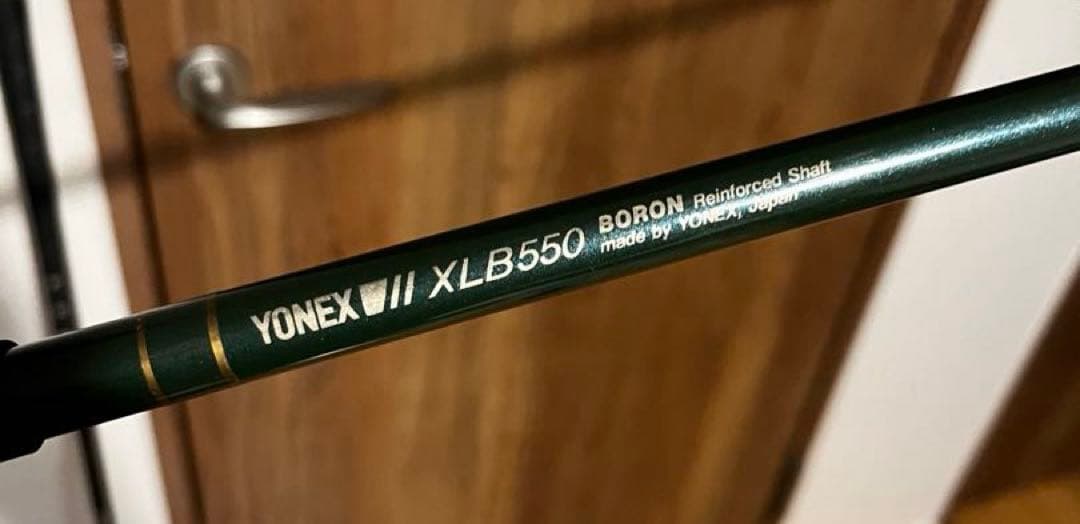 YONEX XLB550
BORON Reinforced Shaft
made by YONEX, Japan